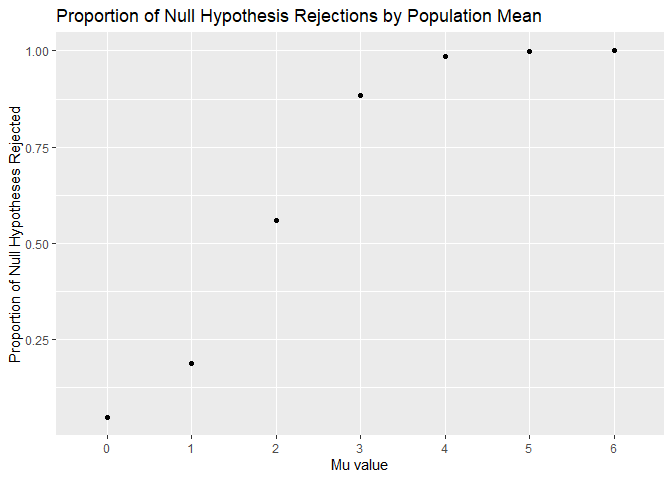 Proportion of Null Hypothesis Rejections by Population Mean
Proportion of Null Hypotheses Rejected
1.00
0.75
0.50
0.25
0 1 2 3 4 5 6
Mu value